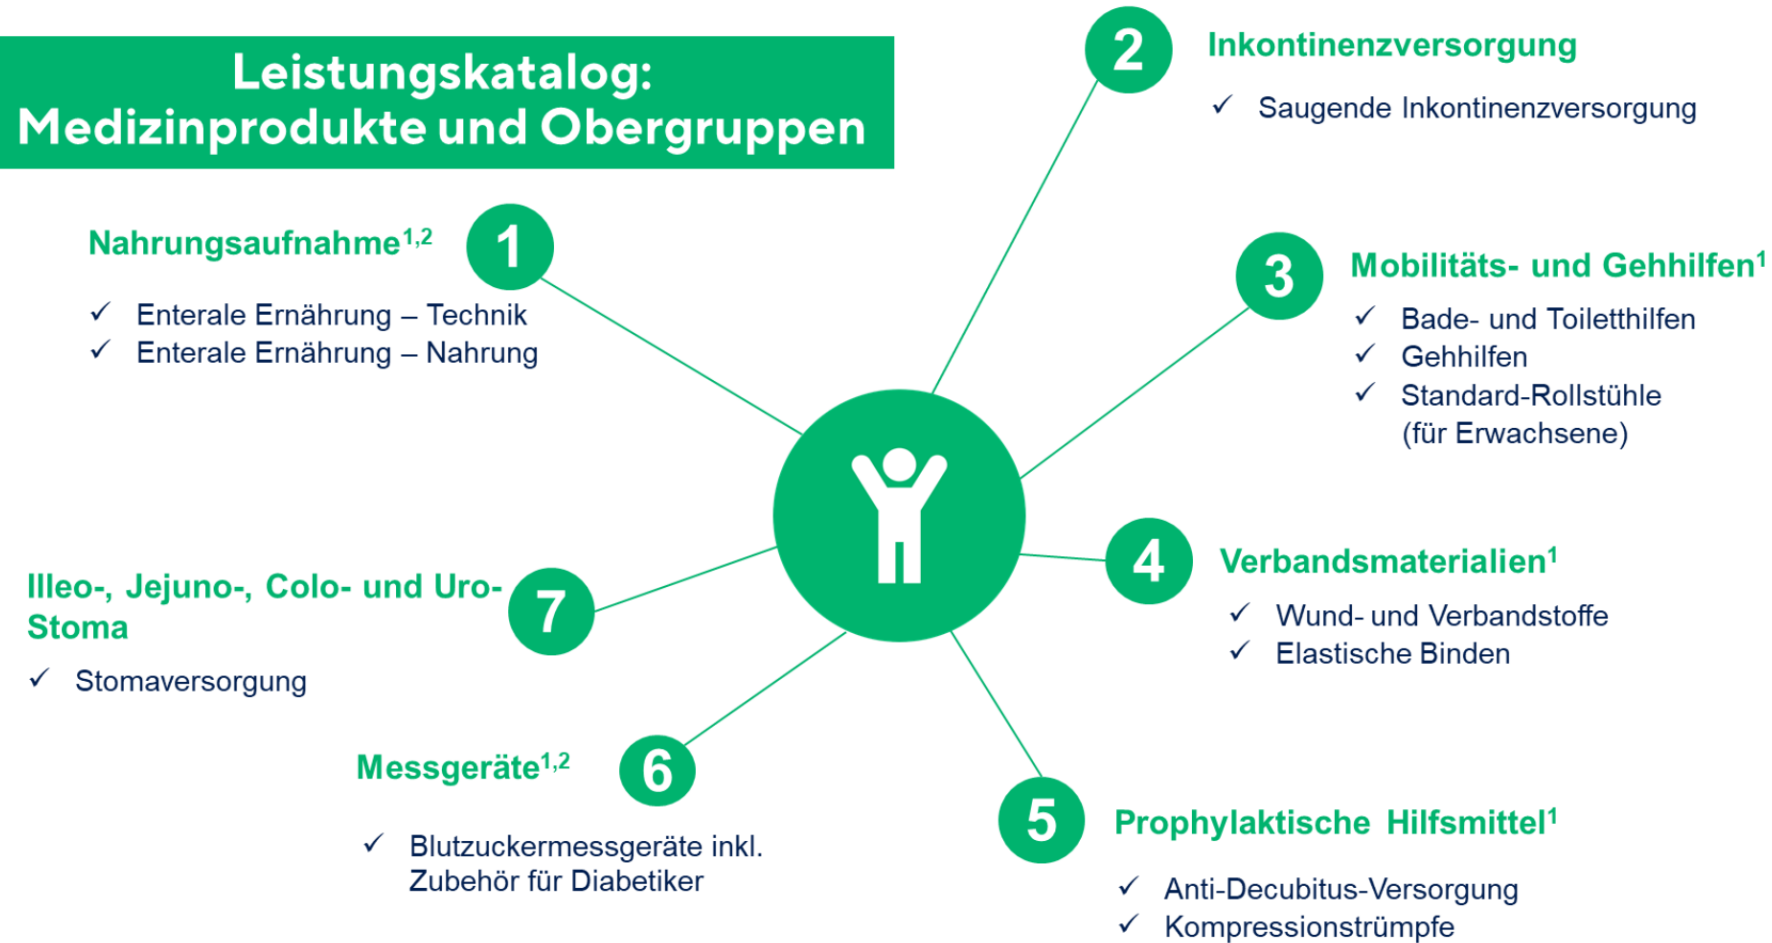 Leistungskatalog:
Medizinprodukte und Obergruppen
1
Nahrungsaufnahme1,2
✓ Enterale Ernährung – Technik
✓ Enterale Ernährung – Nahrung
2
Inkontinenzversorgung
✓ Saugende Inkontinenzversorgung
3
Mobilitäts- und Gehhilfen1
✓ Bade- und Toiletthilfen
✓ Gehhilfen
✓ Standard-Rollstühle
(für Erwachsene)
4
Verbandsmaterialien1
✓ Wund- und Verbandstoffe
✓ Elastische Binden
5
Prophylaktische Hilfsmittel1
✓ Anti-Decubitus-Versorgung
✓ Kompressionstrümpfe
6
Messgeräte1,2
✓ Blutzuckermessgeräte inkl.
Zubehör für Diabetiker
7
Illeo-, Jejuno-, Colo- und Uro-
Stoma
✓ Stomaversorgung